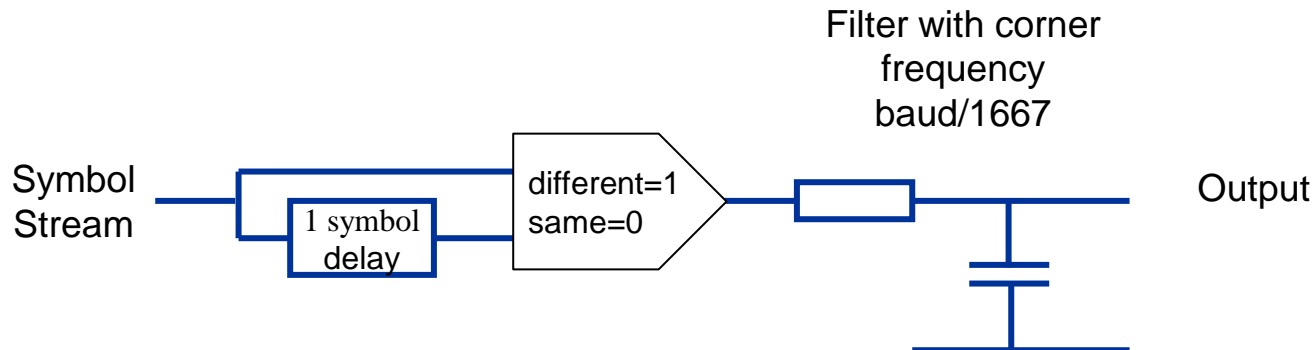 Filter with corner
frequency
baud/1667
Symbol
Stream
1 symbol
delay
different=1
same=0
Output